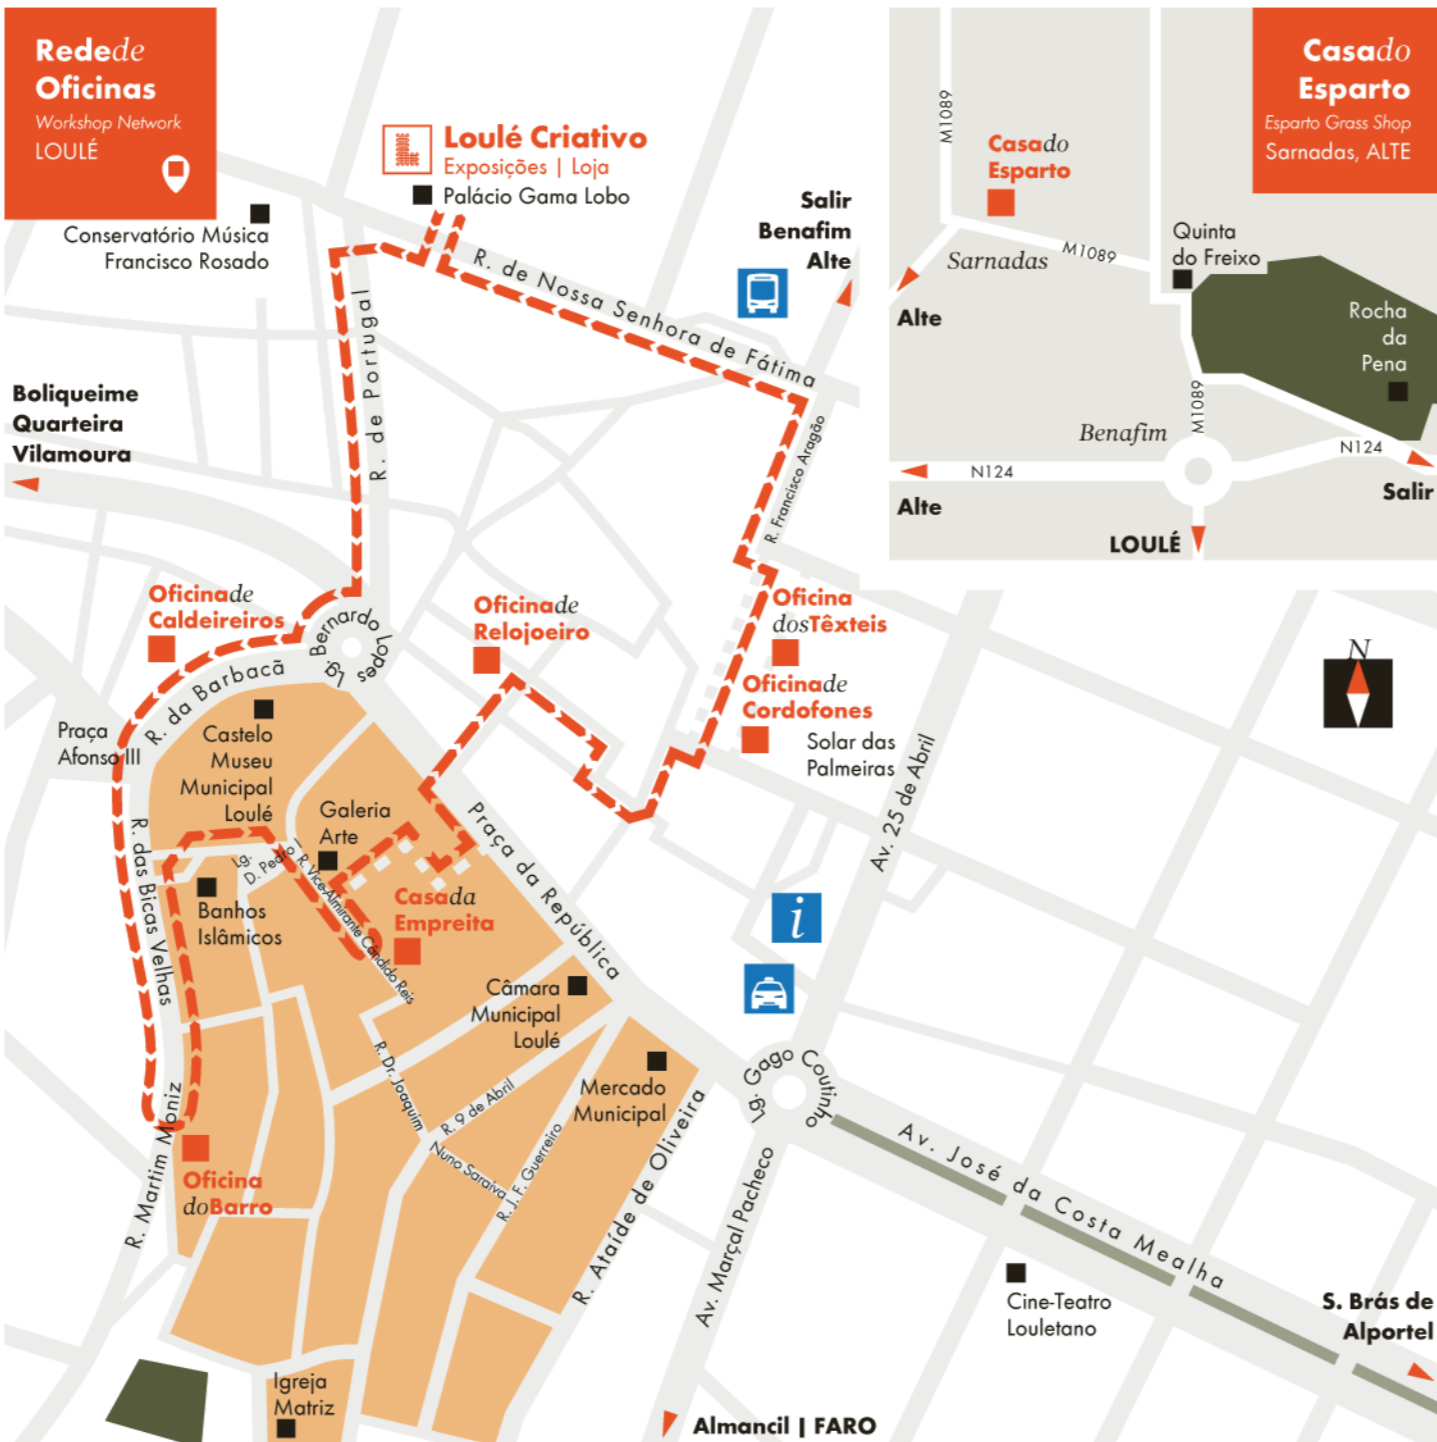 Redede
Oficinas
Workshop Network
LOULÉ
Casado
Esparto
Esparto Grass Shop
Sarnadas, ALTE
Loulé Criativo
Exposições | Loja
Palácio Gama Lobo
Conservatório Música
Francisco Rosado
Salir
Benafim
Alte
R. de Nossa Senhora de Fátima
R. de Portugal
R. Francisco Aragão
Boliqueime
Quarteira
Vilamoura
M1089
Casado
Esparto
Sarnadas
M1089
Quinta
do Freixo
Alte
Rocha
da
Pena
M1089
Benafim
N124
N124
Alte
Salir
LOULÉ
N
Oficinade
Caldeireiros
Lg. Bernardo Lopes
Oficinade
Relojoeiro
Oficina
dosTêxteis
Oficinade
Cordofones
Solar das
Palmeiras
R. da Barbacã
Praça
Afonso III
Castelo
Museu
Municipal
Loulé
Galeria
Arte
R. das Bicas Velhas
Lg.
D. Pedro I
R. Vice-Almirante Cândido Reis
Praça da República
Av. 25 de Abril
Banhos
Islâmicos
Casada
Empreita
i
Câmara
Municipal
Loulé
R. Dr. Joaquim
Nuno Saraiva
R. 9 de Abril
R. J. F. Guerreiro
Mercado
Municipal
Lg. Gago Coutinho
R. Martim Moniz
Oficina
doBarro
R. Ataíde de Oliveira
Av. Marçal Pacheco
Av. José da Costa Mealha
Cine-Teatro
Louletano
S. Brás de
Alportel
Igreja
Matriz
Almancil | FARO